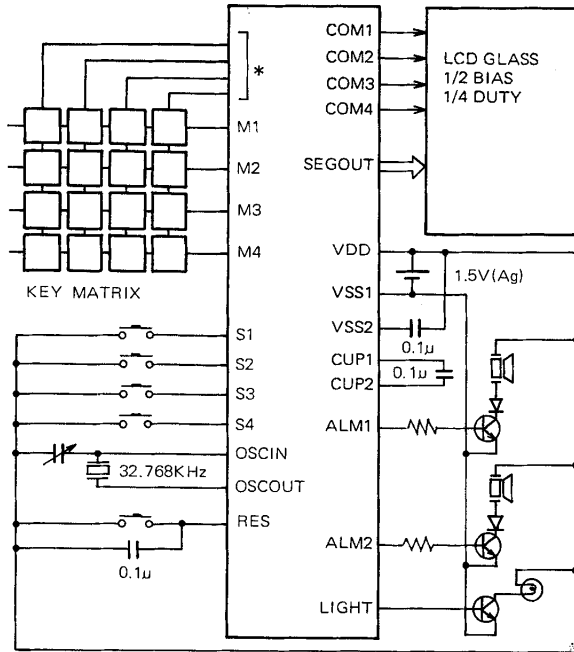 COM1
COM2
COM3
COM4
LCD GLASS
1/2 BIAS
1/4 DUTY
*
M1
M2
M3
M4
SEGOUT
KEY MATRIX
VDD
1.5V(Ag)
VSS1
VSS2
0.1μ
S1
S2
S3
S4
CUP1
CUP2
0.1μ
ALM1
OSCIN
32.768KHz
OSCOUT
RES
0.1μ
ALM2
LIGHT